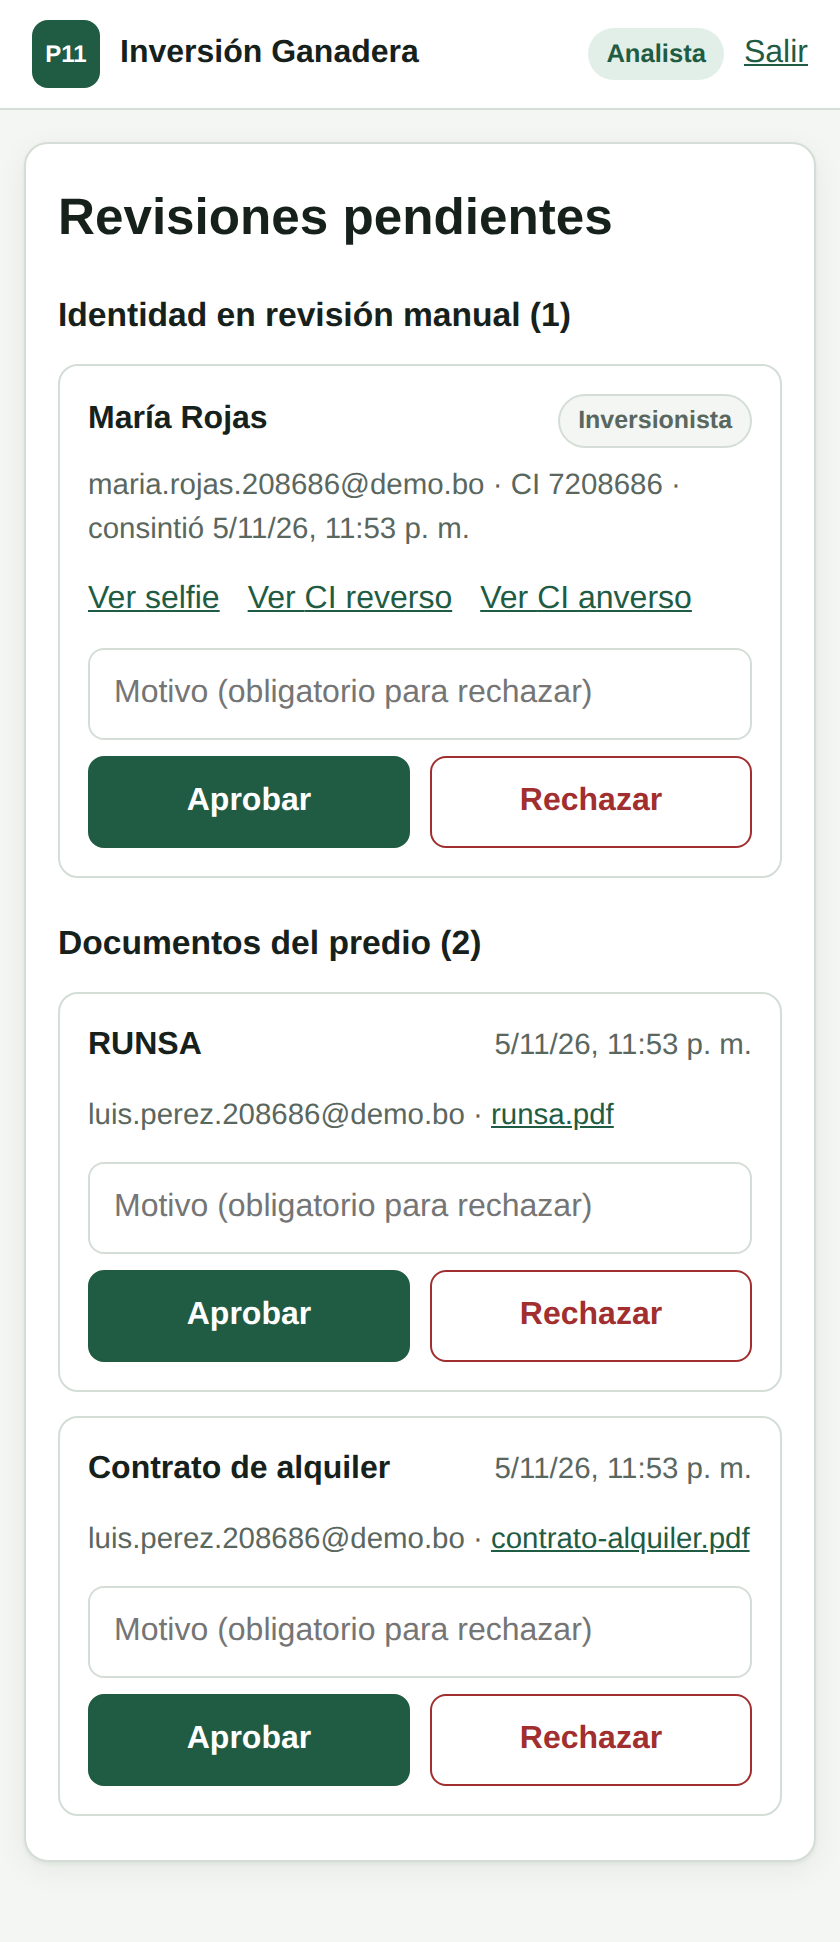 P11 Inversión Ganadera Analista Salir
Revisiones pendientes
Identidad en revisión manual (1)
María Rojas Inversionista
maria.rojas.208686@demo.bo · CI 7208686 ·
consintió 5/11/26, 11:53 p. m.
Ver selfie Ver CI reverso Ver CI anverso
Motivo (obligatorio para rechazar)
Aprobar Rechazar
Documentos del predio (2)
RUNSA 5/11/26, 11:53 p. m.
luis.perez.208686@demo.bo · runsa.pdf
Motivo (obligatorio para rechazar)
Aprobar Rechazar
Contrato de alquiler 5/11/26, 11:53 p. m.
luis.perez.208686@demo.bo · contrato-alquiler.pdf
Motivo (obligatorio para rechazar)
Aprobar Rechazar